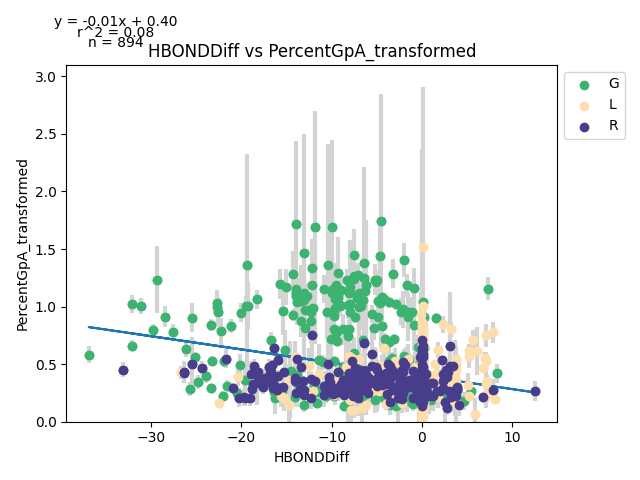 y = -0.01x + 0.40
r^2 = 0.08
n = 894
HBONDDiff vs PercentGpA_transformed
G
L
R
PercentGpA_transformed
3.0
2.5
2.0
1.5
1.0
0.5
0.0
−30
−20
−10
0
10
HBONDDiff